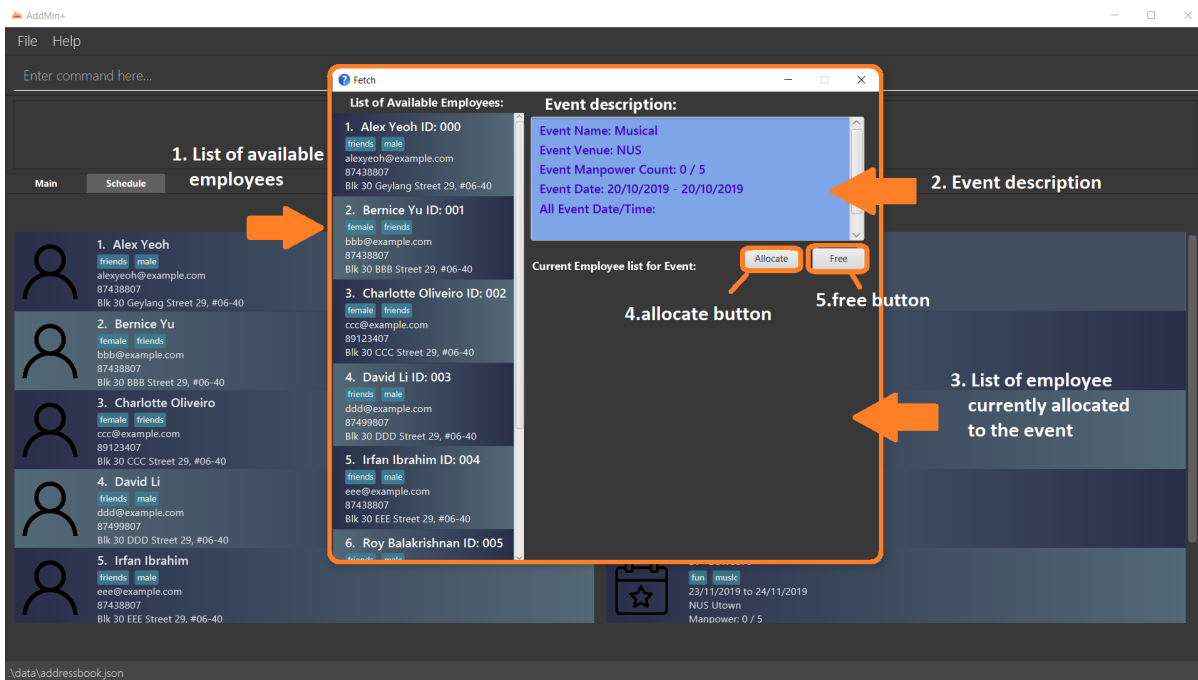 AddMin+
File Help
Enter command here...
Main
Schedule
1. Alex Yeoh
friends male
alexyeoh@example.com
87438807
Blk 30 Geylang Street 29, #06-40
2. Bernice Yu
female friends
bbb@example.com
87438807
Blk 30 BBB Street 29, #06-40
3. Charlotte Oliveiro
female friends
ccc@example.com
89123407
Blk 30 CCC Street 29, #06-40
4. David Li
friends male
ddd@example.com
87499807
Blk 30 DDD Street 29, #06-40
5. Irfan Ibrahim
friends male
eee@example.com
87438807
Blk 30 EEE Street 29, #06-40
1. List of available
employees
Fetch
List of Available Employees:
1. Alex Yeoh ID: 000
friends male
alexyeoh@example.com
87438807
Blk 30 Geylang Street 29, #06-40
2. Bernice Yu ID: 001
female friends
bbb@example.com
87438807
Blk 30 BBB Street 29, #06-40
3. Charlotte Oliveiro ID: 002
female friends
ccc@example.com
89123407
Blk 30 CCC Street 29, #06-40
4. David Li ID: 003
friends male
ddd@example.com
87499807
Blk 30 DDD Street 29, #06-40
5. Irfan Ibrahim ID: 004
friends male
eee@example.com
87438807
Blk 30 EEE Street 29, #06-40
6. Roy Balakrishnan ID: 005
Event description:
Event Name: Musical
Event Venue: NUS
Event Manpower Count: 0 / 5
Event Date: 20/10/2019 - 20/10/2019
All Event Date/Time:
Current Employee list for Event:
Allocate
Free
4.allocate button
5.free button
2. Event description
3. List of employee
currently allocated
to the event
fun music
23/11/2019 to 24/11/2019
NUS Utown
Manpower: 0 / 5
.\data\addressbook.json